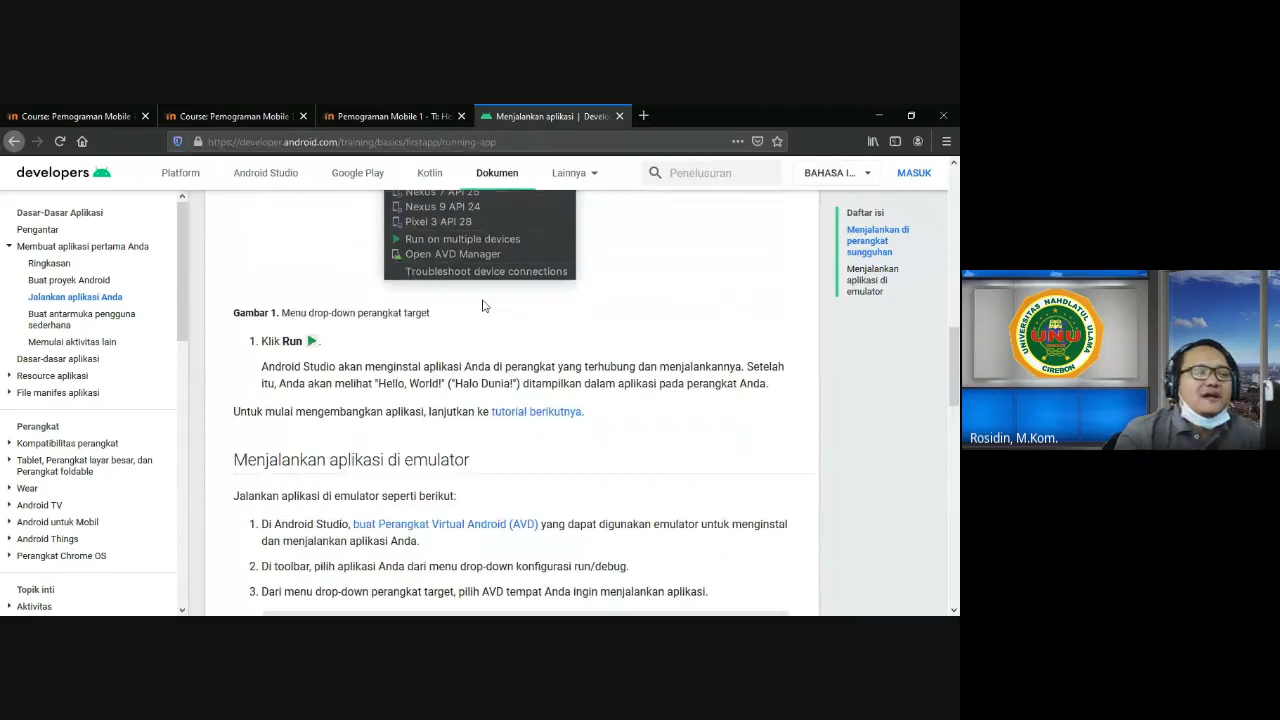 Course: Pemograman Mobile
Course: Pemograman Mobile
Pemograman Mobile 1 - TI: He
Menjalankan aplikasi | Develo
https://developer.android.com/training/basics/firstapp/running-app
developers
Platform
Android Studio
Google Play
Kotlin
Dokumen
Lainnya
Penelusuran
BAHASA I...
MASUK
Dasar-Dasar Aplikasi
Pengantar
Membuat aplikasi pertama Anda
Ringkasan
Buat proyek Android
Jalankan aplikasi Anda
Buat antarmuka pengguna
sederhana
Memulai aktivitas lain
Dasar-dasar aplikasi
Resource aplikasi
File manifes aplikasi
Perangkat
Kompatibilitas perangkat
Tablet, Perangkat layar besar, dan
Perangkat foldable
Wear
Android TV
Android untuk Mobil
Android Things
Perangkat Chrome OS
Topik inti
Aktivitas
Nexus 7 API 25
Nexus 9 API 24
Pixel 3 API 28
Run on multiple devices
Open AVD Manager
Troubleshoot device connections
Gambar 1. Menu drop-down perangkat target
1. Klik Run .
Android Studio akan menginstal aplikasi Anda di perangkat yang terhubung dan menjalankannya. Setelah
itu, Anda akan melihat "Hello, World!" ("Halo Dunia!") ditampilkan dalam aplikasi pada perangkat Anda.
Untuk mulai mengembangkan aplikasi, lanjutkan ke tutorial berikutnya.
Menjalankan aplikasi di emulator
Jalankan aplikasi di emulator seperti berikut:
1. Di Android Studio, buat Perangkat Virtual Android (AVD) yang dapat digunakan emulator untuk menginstal
dan menjalankan aplikasi Anda.
2. Di toolbar, pilih aplikasi Anda dari menu drop-down konfigurasi run/debug.
3. Dari menu drop-down perangkat target, pilih AVD tempat Anda ingin menjalankan aplikasi.
Daftar isi
Menjalankan di
perangkat
sungguhan
Menjalankan
aplikasi di
emulator
UNIVERSITAS NAHDLATUL ULAMA
UNU
CIREBON
Rosidin, M.Kom.